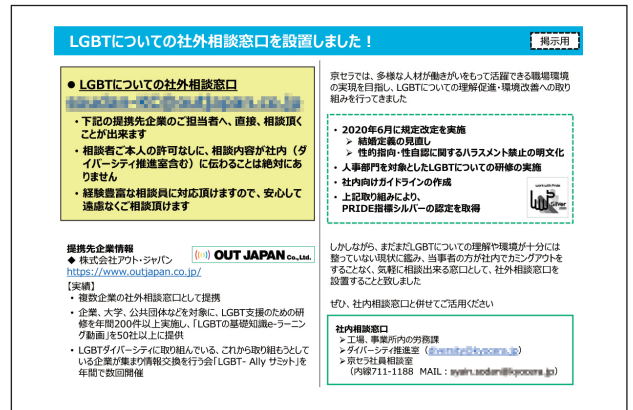 LGBTについての社外相談窓口を設置しました！
掲示用
● LGBTについての社外相談窓口
・下記の提携先企業のご担当者へ、直接、相談頂く
ことが出来ます
・相談者ご本人の許可なしに、相談内容が社内（ダ
イバーシティ推進室含む）に伝わることは絶対にあ
りません
・経験豊富な相談員に対応頂けますので、安心して
遠慮なくご相談頂けます
提携先企業情報
◆ 株式会社アウト・ジャパン
OUT JAPAN Co.,Ltd.
https://www.outjapan.co.jp/
【実績】
・ 複数企業の社外相談窓口として提携
・ 企業、大学、公共団体などを対象に、LGBT支援のための研
修を年間200件以上実施し、「LGBTの基礎知識e-ラーニン
グ動画」を50社以上に提供
・ LGBTダイバーシティに取り組んでいる、これから取り組もうとして
いる企業が集まり情報交換を行う会「LGBT- Ally サミット」を
年間で数回開催
京セラでは、多様な人材が働きがいをもって活躍できる職場環境
の実現を目指し、LGBTについての理解促進・環境改善への取り
組みを行ってきました
・ 2020年6月に規定改定を実施
➢ 結婚定義の見直し
➢ 性的指向・性自認に関するハラスメント禁止の明文化
・ 人事部門を対象としたLGBTについての研修の実施
・ 社内向けガイドラインの作成
・ 上記取り組みにより、
PRIDE指標シルバーの認定を取得
work with Pride
Silver
しかしながら、まだまだLGBTについての理解や環境が十分には
整っていない現状に鑑み、当事者の方が社内でカミングアウトを
することなく、気軽に相談出来る窓口として、社外相談窓口を
設置することと致しました
ぜひ、社内相談窓口と併せてご活用ください
社内相談窓口
➢ 工場、事業所内の労務課
➢ ダイバーシティ推進室（
➢ 京セラ社員相談室
（内線711-1188 MAIL：